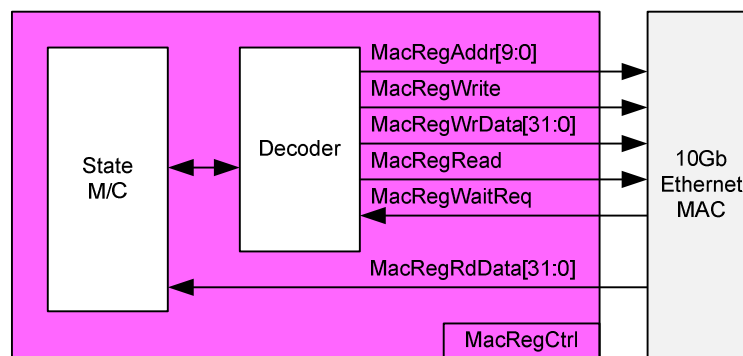 MacRegAddr[9:0]
MacRegWrite
MacRegWrData[31:0]
MacRegRead
MacRegWaitReq
MacRegRdData[31:0]
State
M/C
Decoder
10Gb
Ethernet
MAC
MacRegCtrl